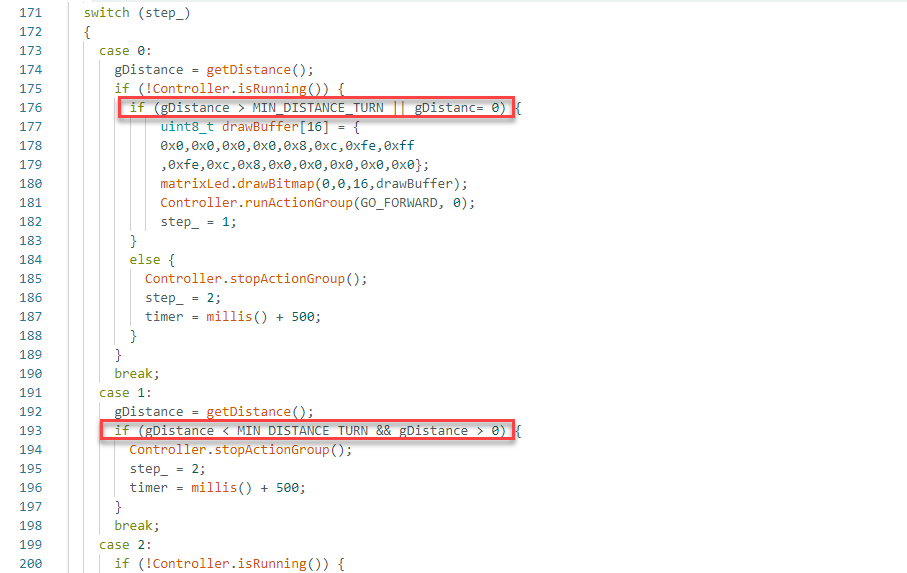 171 switch (step_)
172 {
173 case 0:
174 gDistance = getDistance();
175 if (!Controller.isRunning()) {
176 if (gDistance > MIN_DISTANCE_TURN || gDistanc= 0) {
177 uint8_t drawBuffer[16] = {
178 0x0,0x0,0x0,0x0,0x8,0xc,0xfe,0xff
179 ,0xfe,0xc,0x8,0x0,0x0,0x0,0x0,0x0};
180 matrixLed.drawBitmap(0,0,16,drawBuffer);
181 Controller.runActionGroup(GO_FORWARD, 0);
182 step_ = 1;
183 }
184 else {
185 Controller.stopActionGroup();
186 step_ = 2;
187 timer = millis() + 500;
188 }
189 }
190 break;
191 case 1:
192 gDistance = getDistance();
193 if (gDistance < MIN_DISTANCE_TURN && gDistance > 0) {
194 Controller.stopActionGroup();
195 step_ = 2;
196 timer = millis() + 500;
197 }
198 break;
199 case 2:
200 if (!Controller.isRunning()) {